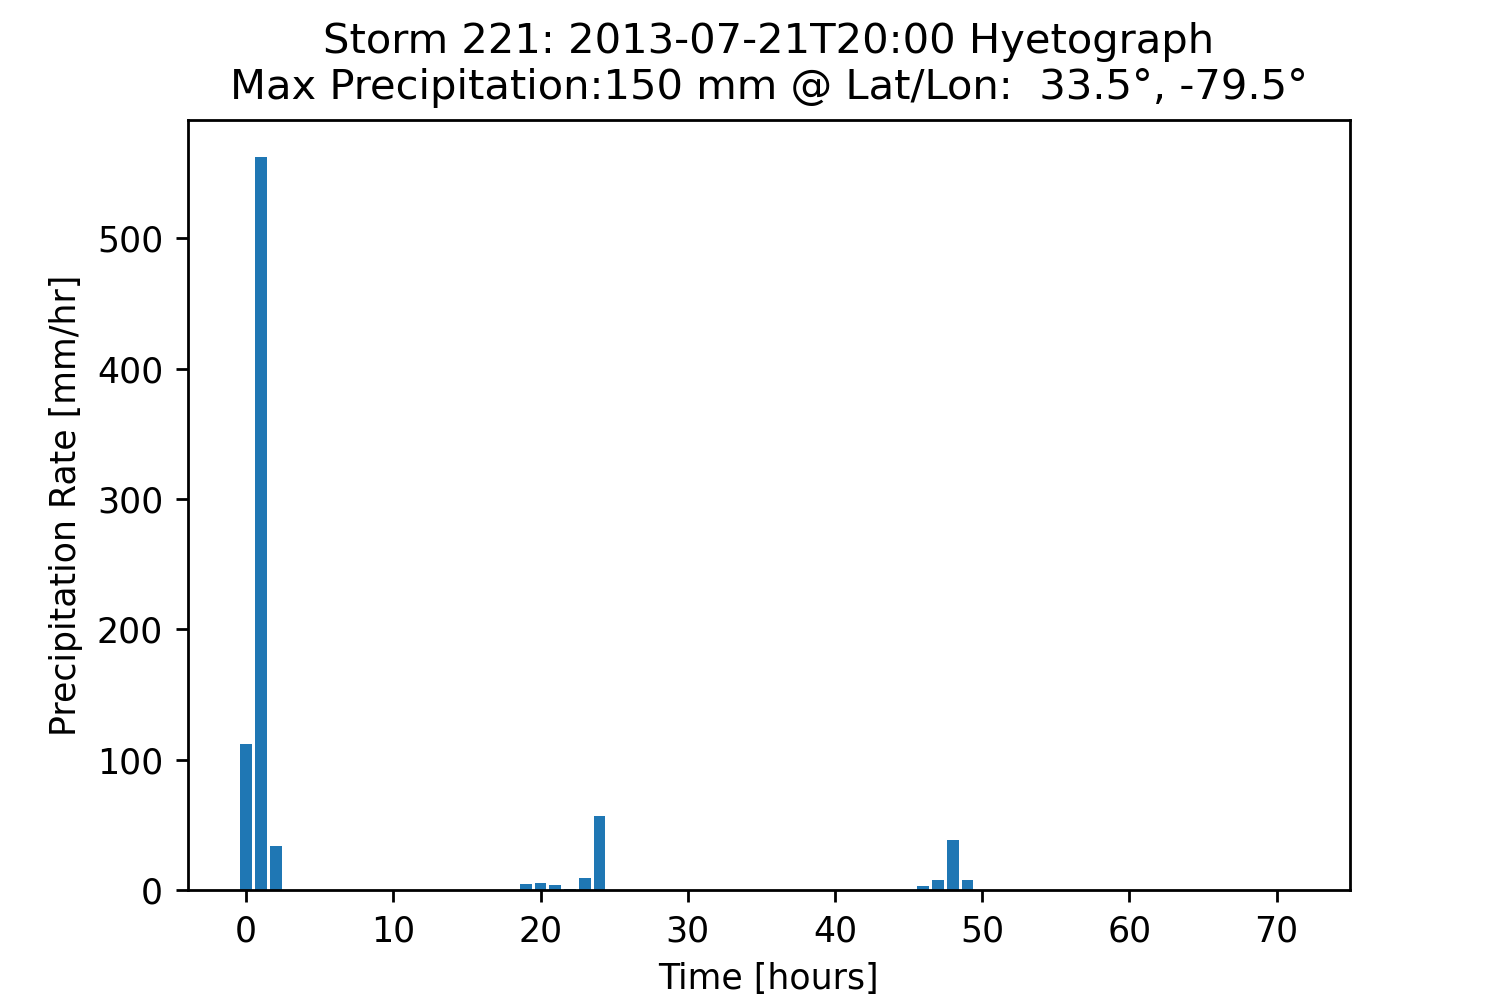 Storm 221: 2013-07-21T20:00 Hyetograph
Max Precipitation:150 mm @ Lat/Lon:  33.5°, -79.5°
Precipitation Rate [mm/hr]
500
400
300
200
100
0
0 10 20 30 40 50 60 70
Time [hours]